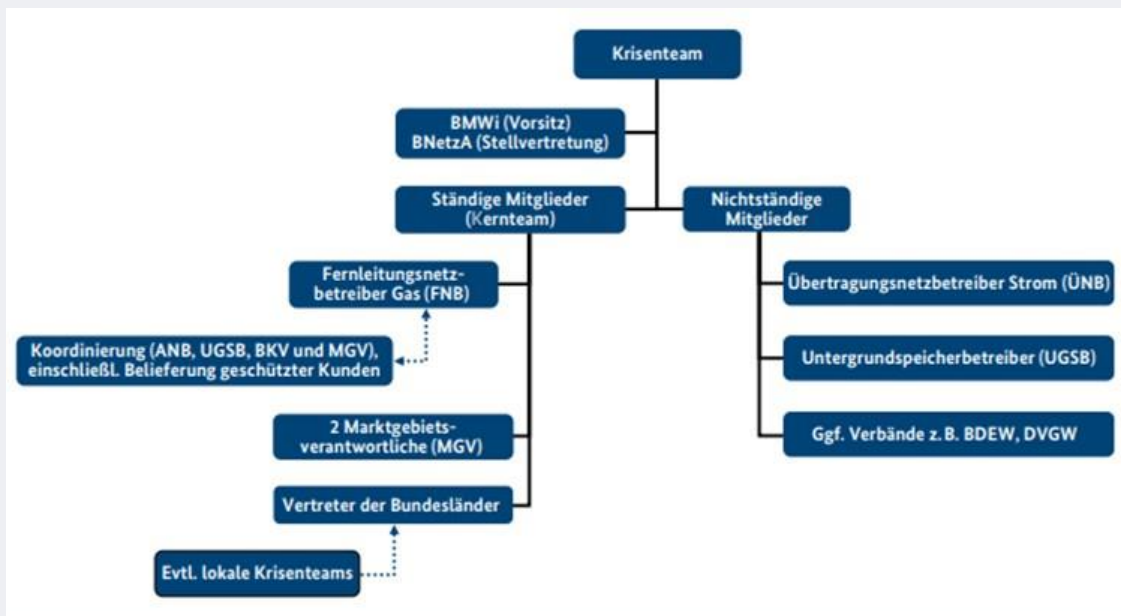 Krisenteam
BMWi (Vorsitz)
BNetzA (Stellvertretung)
Ständige Mitglieder
(Kernteam)
Nichtständige
Mitglieder
Fernleitungsnetz-
betreiber Gas (FNB)
Koordinierung (ANB, UGSB, BKV und MGV),
einschließl. Belieferung geschützter Kunden
2 Marktgebiets-
verantwortliche (MGV)
Vertreter der Bundesländer
Evtl. lokale Krisenteams
Übertragungsnetzbetreiber Strom (ÜNB)
Untergrundspeicherbetreiber (UGSB)
Ggf. Verbände z. B. BDEW, DVGW